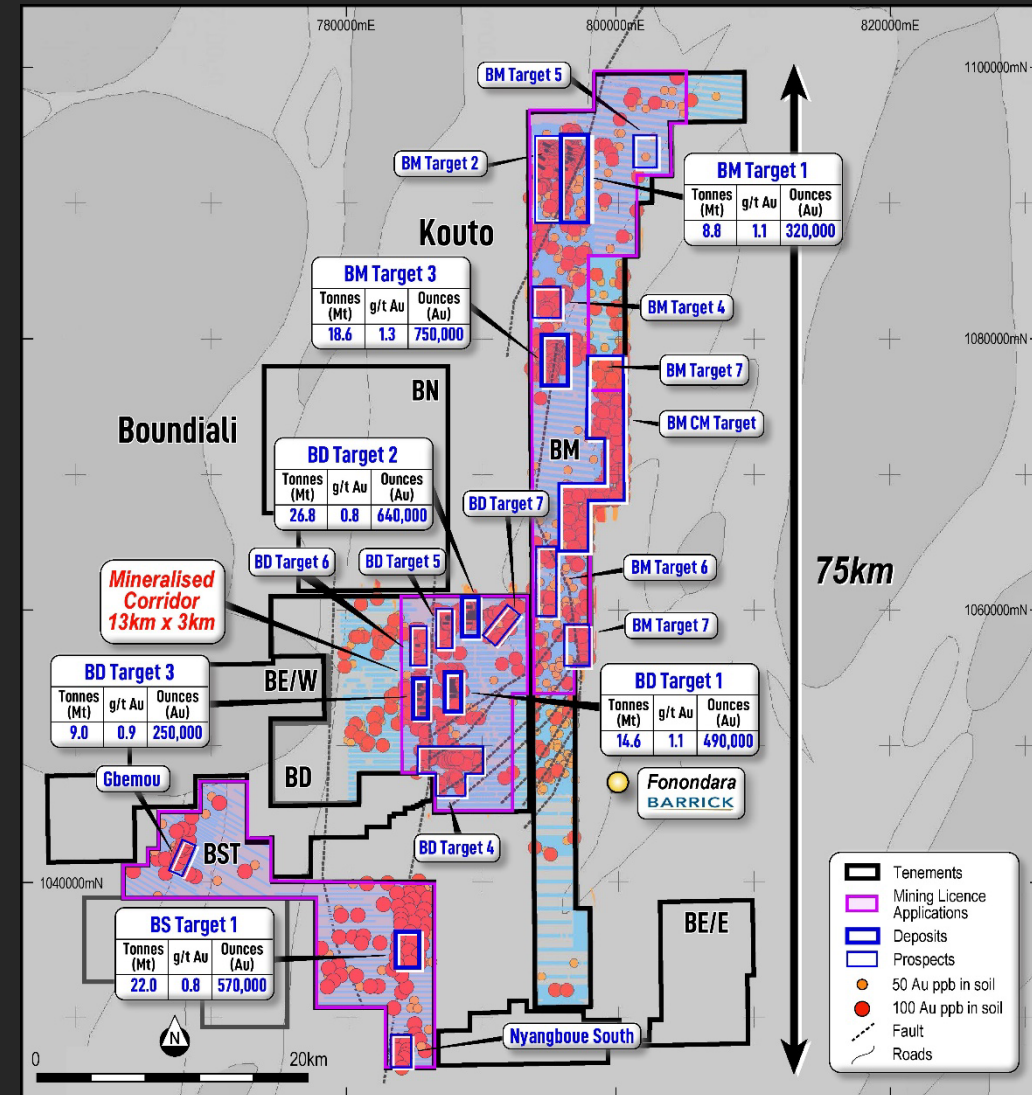 780000mE
800000mE
820000mE
1100000mN
1080000mN
1060000mN
1040000mN
BM Target 5
BM Target 2
BM Target 1
Tonnes (Mt) g/t Au Ounces (Au)
8.8 1.1 320,000
Kouto
BM Target 3
Tonnes (Mt) g/t Au Ounces (Au)
18.6 1.3 750,000
BM Target 4
BM Target 7
BM CM Target
BN
Boundiali
BM
BD Target 2
Tonnes (Mt) g/t Au Ounces (Au)
26.8 0.8 640,000
BD Target 7
BD Target 6
BD Target 5
BM Target 6
75km
Mineralised
Corridor
13km x 3km
BM Target 7
BE/W
BD Target 3
Tonnes (Mt) g/t Au Ounces (Au)
9.0 0.9 250,000
BD Target 1
Tonnes (Mt) g/t Au Ounces (Au)
14.6 1.1 490,000
BD
Gbemou
Fonondara
BARRICK
BD Target 4
BST
BE/E
BS Target 1
Tonnes (Mt) g/t Au Ounces (Au)
22.0 0.8 570,000
Nyangboue South
N
0 20km
Tenements
Mining Licence
Applications
Deposits
Prospects
50 Au ppb in soil
100 Au ppb in soil
Fault
Roads